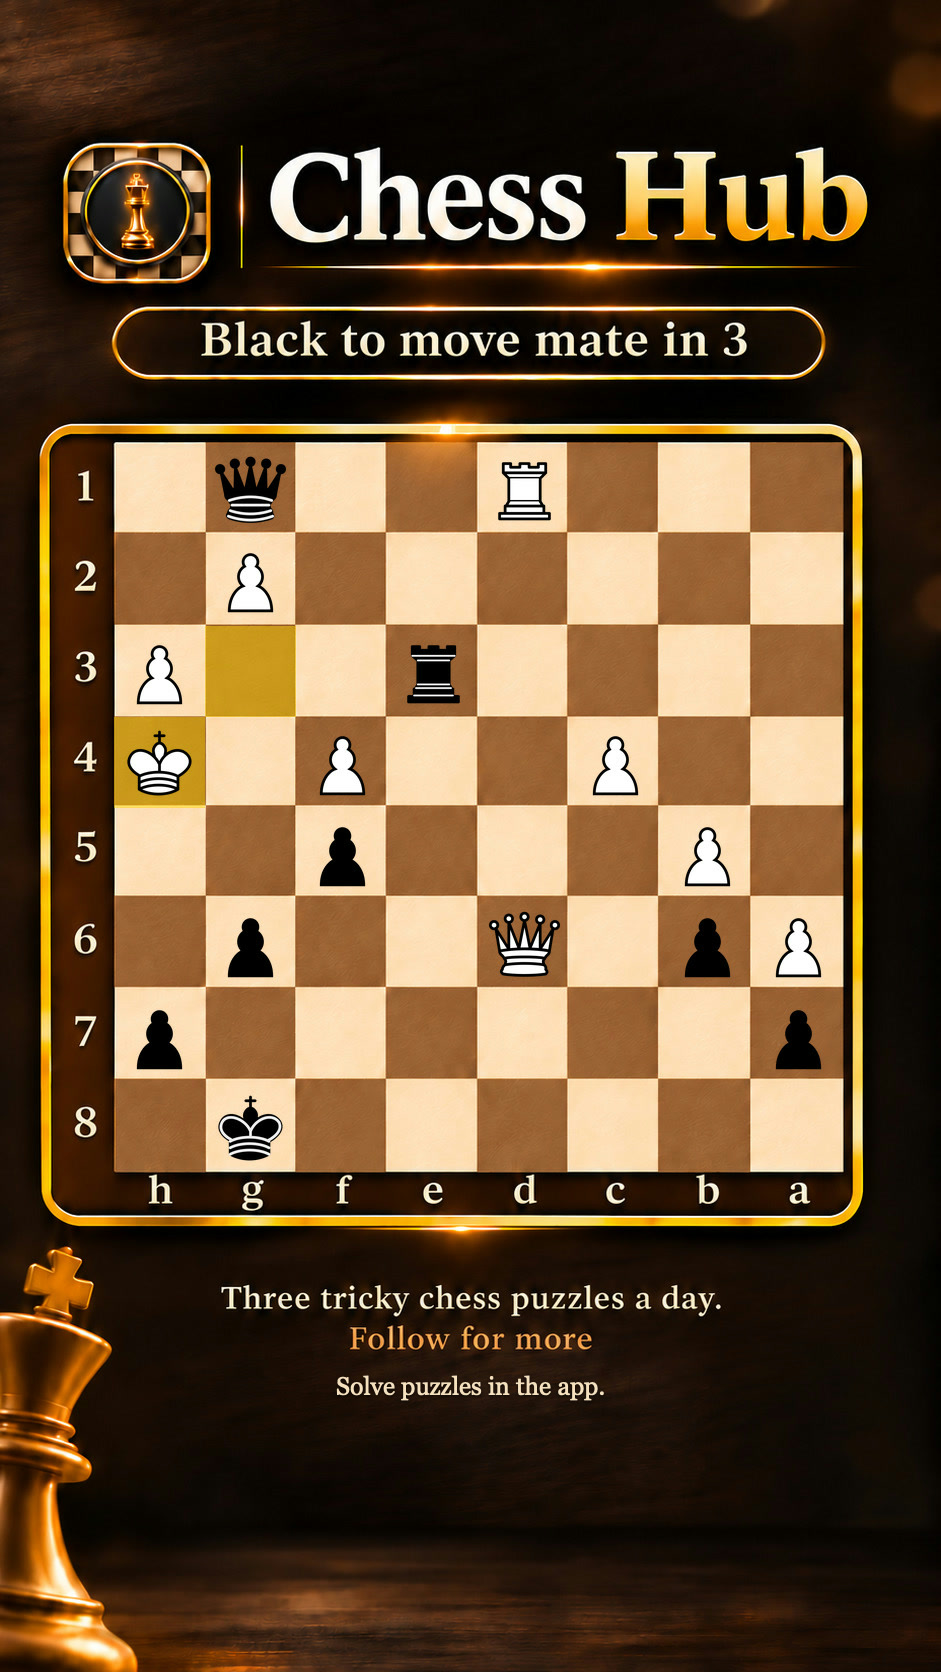 Chess Hub
Black to move mate in 3
1
2
3
4
5
6
7
8
h g f e d c b a
Three tricky chess puzzles a day.
Follow for more
Solve puzzles in the app.